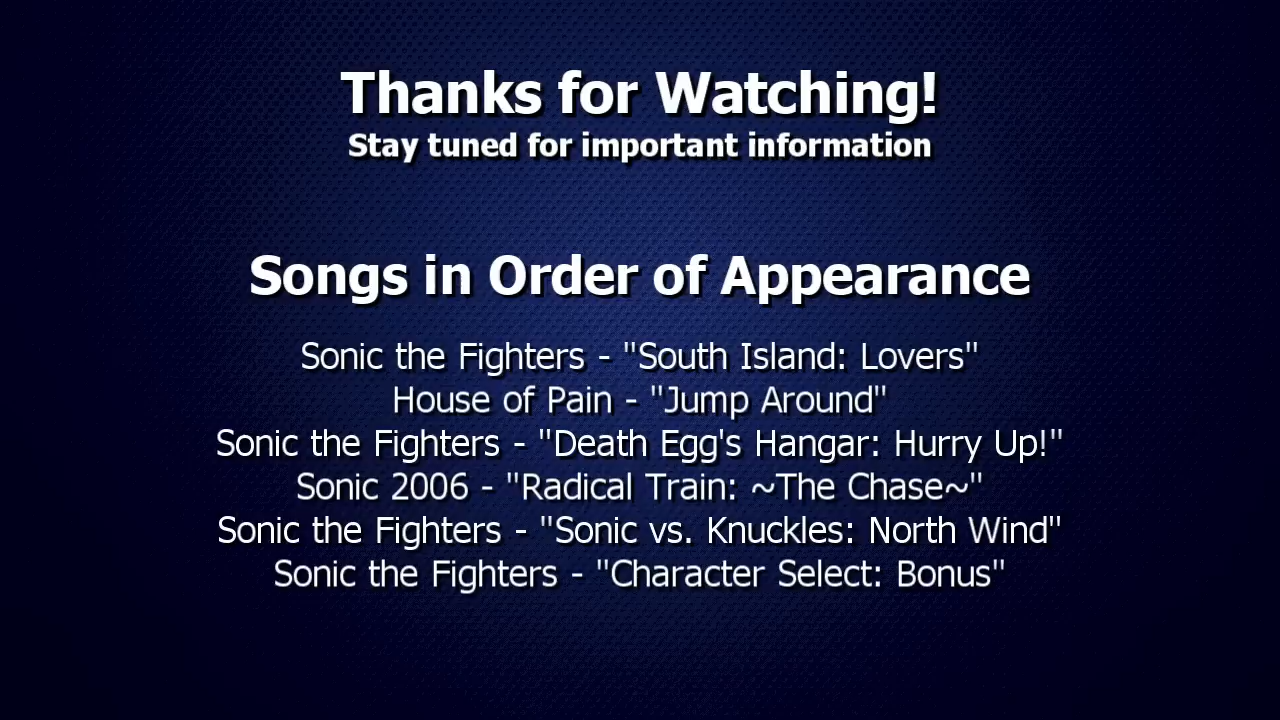 Thanks for Watching!
Stay tuned for important information
Songs in Order of Appearance
Sonic the Fighters - "South Island: Lovers"
House of Pain - "Jump Around"
Sonic the Fighters - "Death Egg's Hangar: Hurry Up!"
Sonic 2006 - "Radical Train: ~The Chase~"
Sonic the Fighters - "Sonic vs. Knuckles: North Wind"
Sonic the Fighters - "Character Select: Bonus"